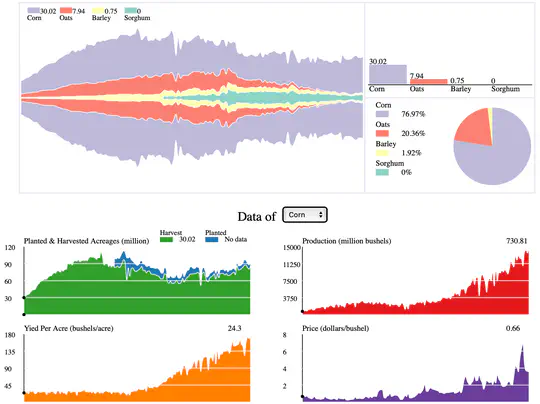 30.02 7.94 0.75 0
Corn Oats Barley Sorghum
30.02
7.94
0.75
0
Corn Oats Barley Sorghum
Corn
76.97%
Oats
20.36%
Barley
1.92%
Sorghum
0%
Data of Corn
Harvest Planted
30.02 No data
Planted & Harvested Acreages (million)
120
90
60
30
Production (million bushels) 730.81
15000
11250
7500
3750
Yied Per Acre (bushels/acre) 24.3
180
135
90
45
Price (dollars/bushel) 0.66
8
6
4
2